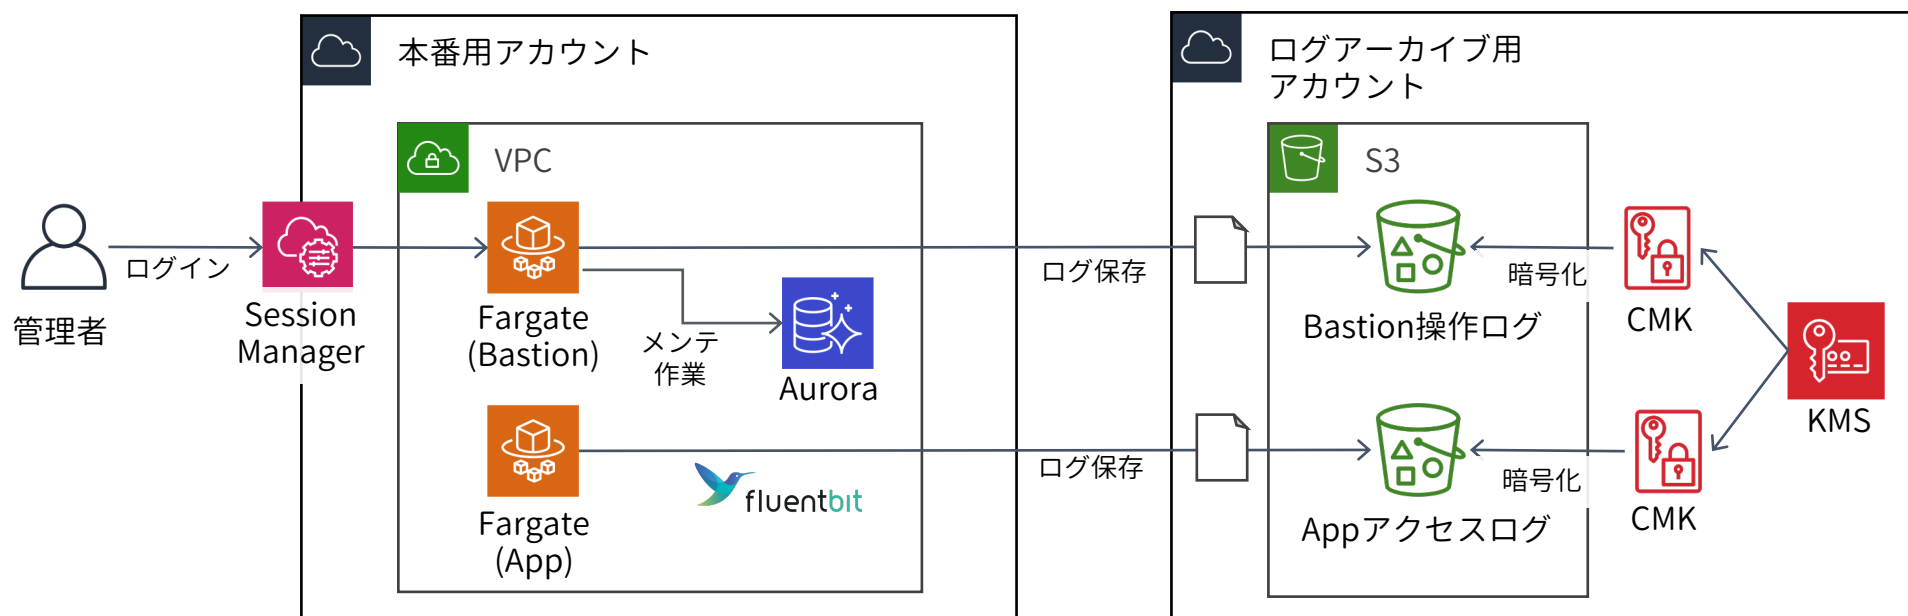 本番用アカウント
ログアーカイブ用
アカウント
VPC
S3
ログイン
ログ保存
暗号化
管理者
Session
Manager
Fargate
(Bastion)
メンテ
作業
Aurora
Bastion操作ログ
CMK
KMS
ログ保存
暗号化
fluentbit
Fargate
(App)
Appアクセスログ
CMK